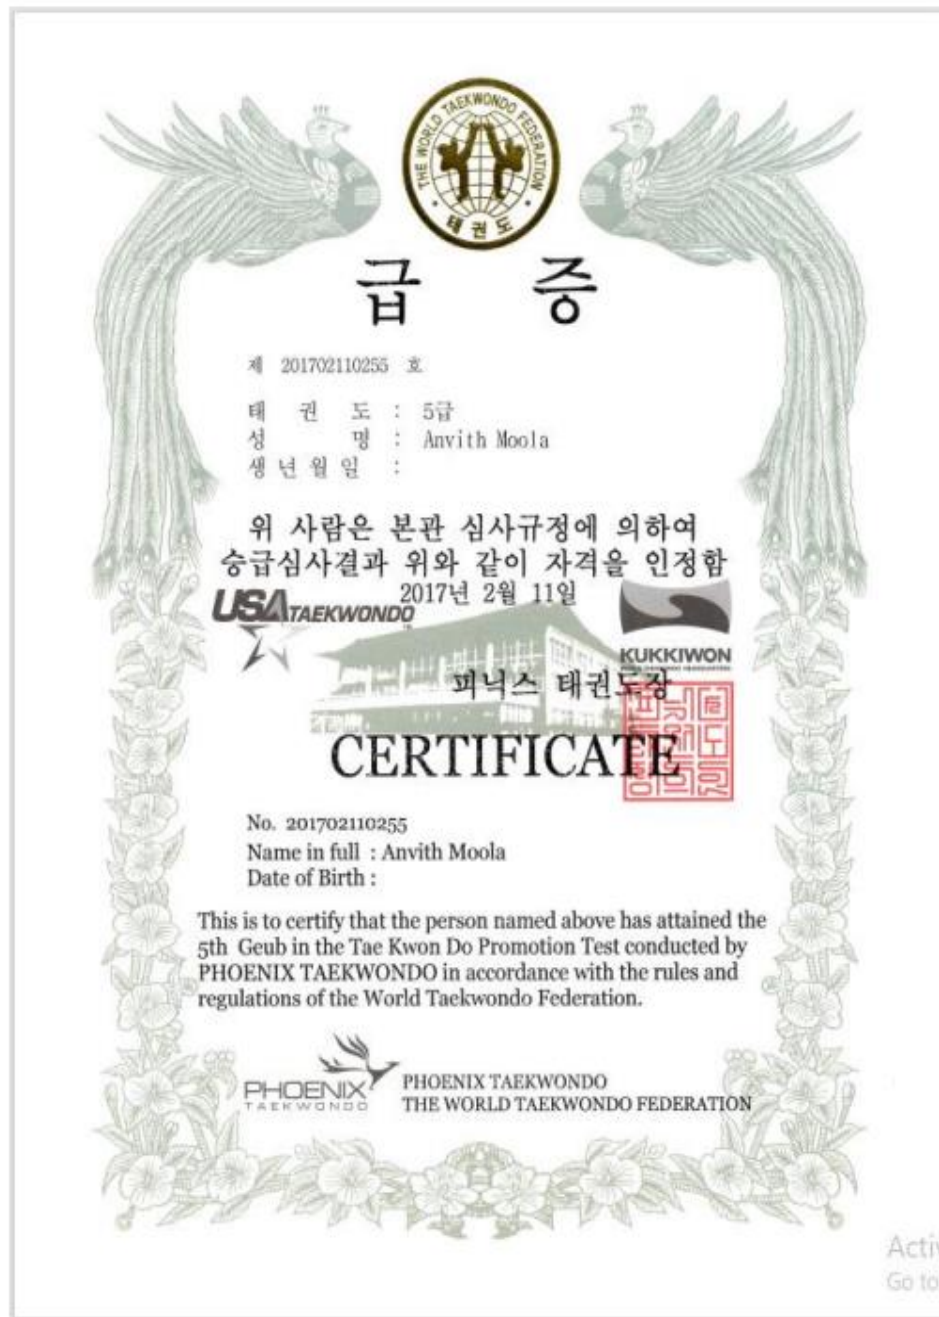 THE WORLD TAEKWONDO FEDERATION
태권도
급 증
제 201702110255 호
태 권 도 : 5급
성 명 : Anvith Moola
생 년 월 일 :
위 사람은 본관 심사규정에 의하여
승급심사결과 위와 같이 자격을 인정함
2017년 2월 11일
USA TAEKWONDO
KUKKIWON
피닉스 태권도장
CERTIFICATE
No. 201702110255
Name in full : Anvith Moola
Date of Birth :
This is to certify that the person named above has attained the
5th Geub in the Tae Kwon Do Promotion Test conducted by
PHOENIX TAEKWONDO in accordance with the rules and
regulations of the World Taekwondo Federation.
PHOENIX
TAEKWONDO
PHOENIX TAEKWONDO
THE WORLD TAEKWONDO FEDERATION
Go to